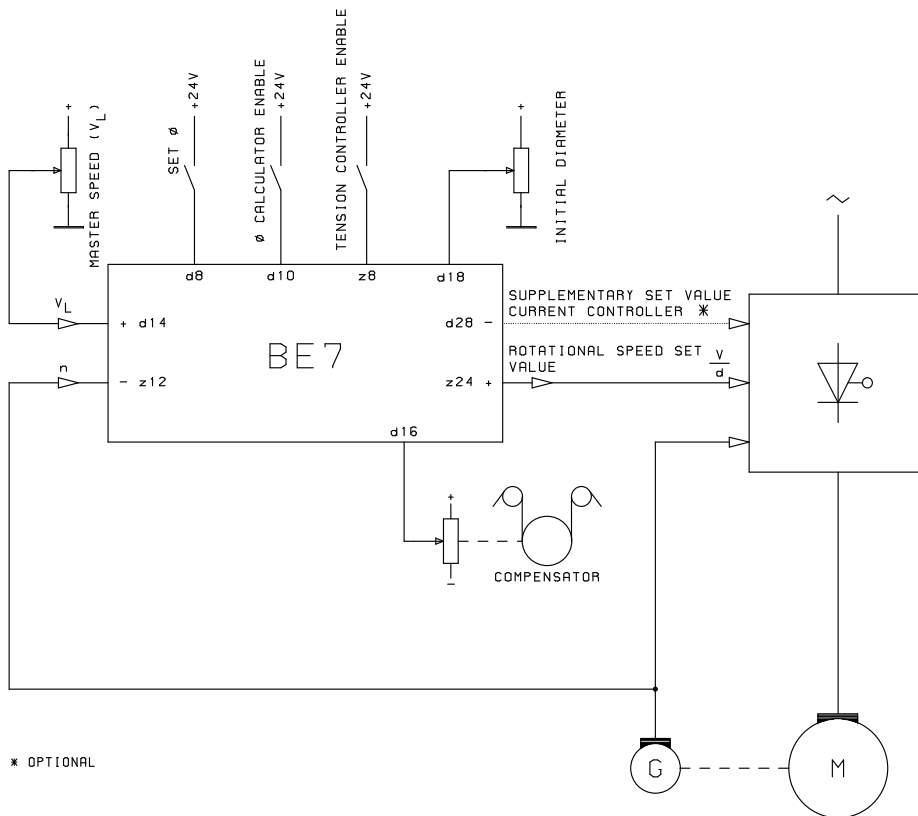 MASTER SPEED (V_L)
+
SET Ø
+24V
Ø CALCULATOR ENABLE
+24V
TENSION CONTROLLER ENABLE
+24V
+
INITIAL DIAMETER
~
d8
d10
z8
d18
V_L
+ d14
d28 -
SUPPLEMENTARY SET VALUE
CURRENT CONTROLLER *
BE7
n
- z12
z24 +
ROTATIONAL SPEED SET
VALUE
V
d
d16
+
-
COMPENSATOR
G
M
* OPTIONAL